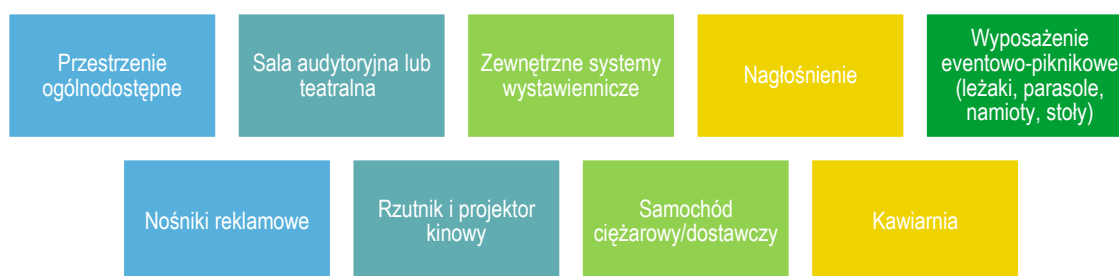 Przestrzenie
ogólnodostępne
Sala audytoryjna lub
teatralna
Zewnętrzne systemy
wystawiennicze
Nagłośnienie
Wyposażenie
eventowo-piknikowe
(leżaki, parasole,
namioty, stoły)
Nośniki reklamowe
Rzutnik i projektor
kinowy
Samochód
ciężarowy/dostawczy
Kawiarnia